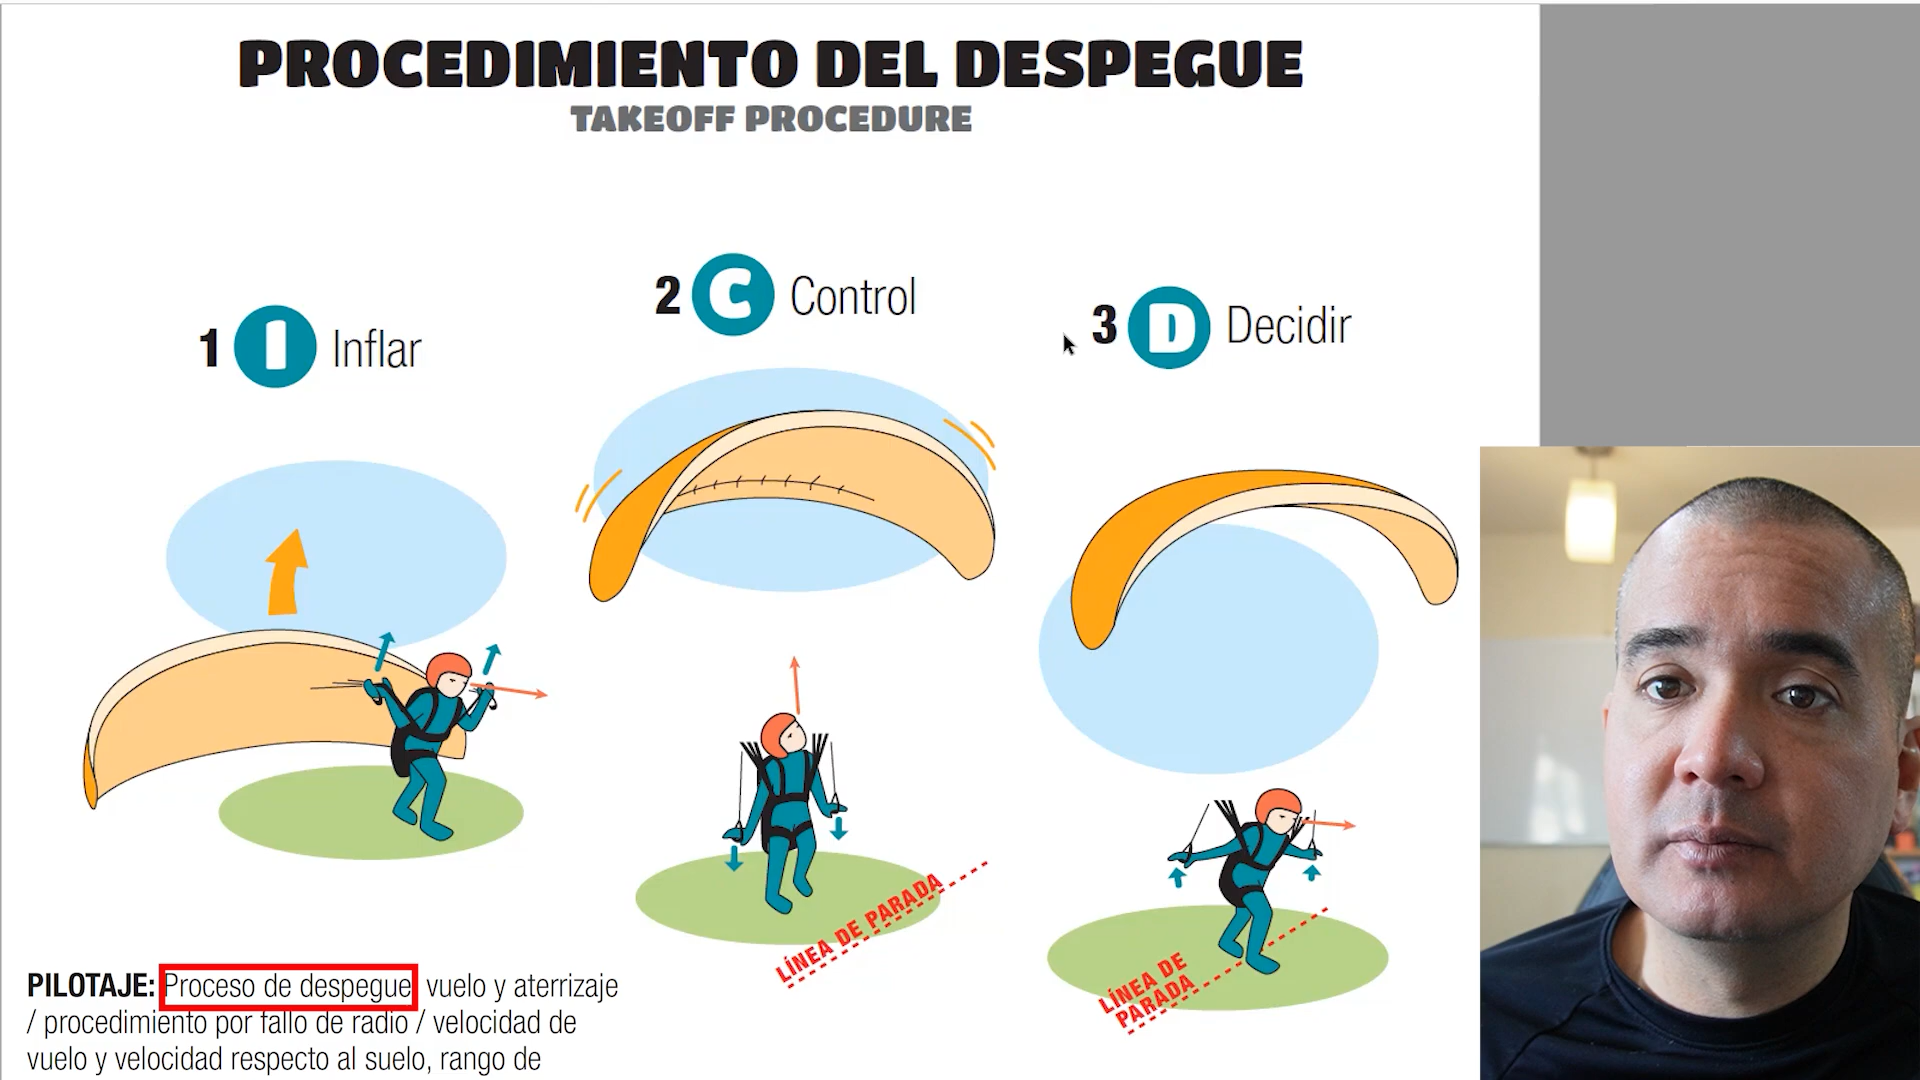 PROCEDIMIENTO DEL DESPEGUE
TAKEOFF PROCEDURE
1 I Inflar
2 C Control
3 D Decidir
LÍNEA DE PARADA
LÍNEA DE
PARADA
PILOTAJE: Proceso de despegue vuelo y aterrizaje
/ procedimiento por fallo de radio / velocidad de
vuelo y velocidad respecto al suelo, rango de